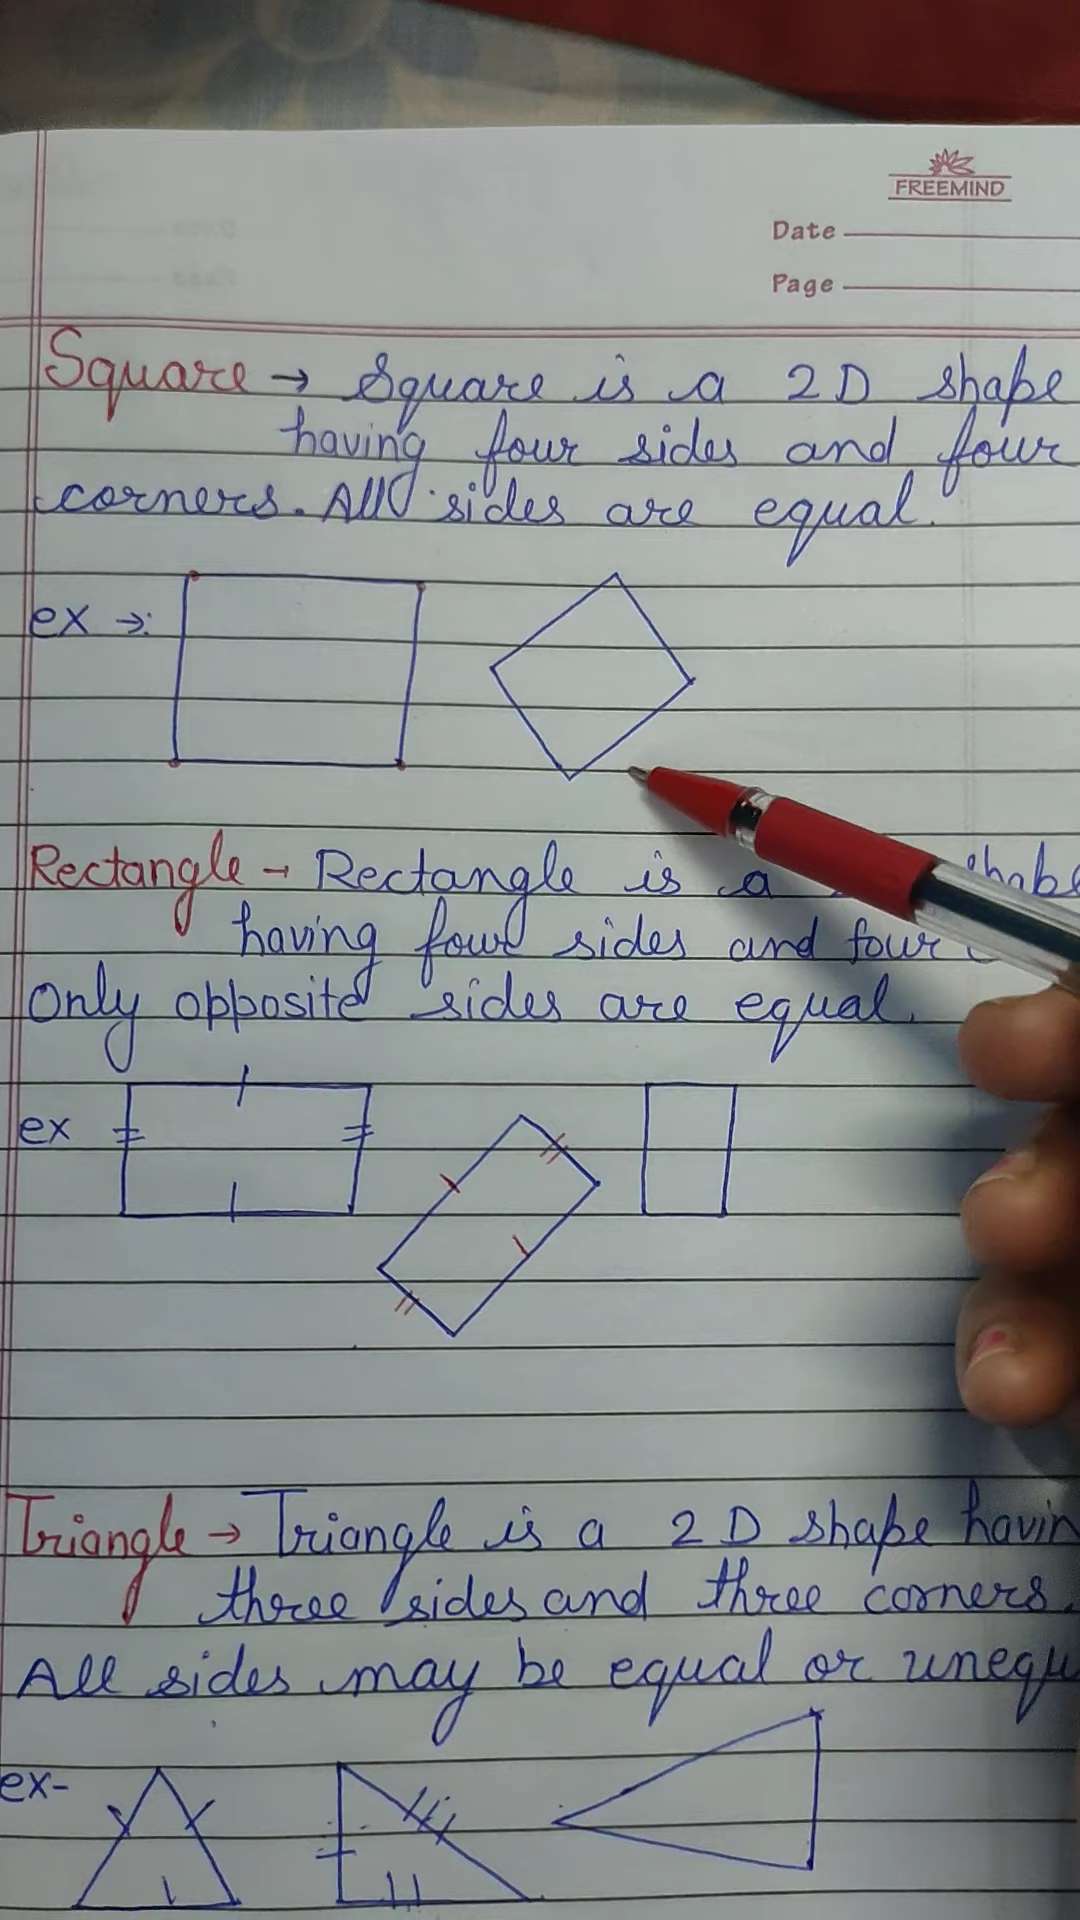 FREEMIND
Date
Page
Square → Square is a 2D shape
having four sides and four
corners. All sides are equal.
ex →:
Rectangle - Rectangle is a shape
having four sides and four
Only opposite sides are equal.
ex
Triangle → Triangle is a 2D shape havin
three sides and three corners.
All sides may be equal or unequ
ex-